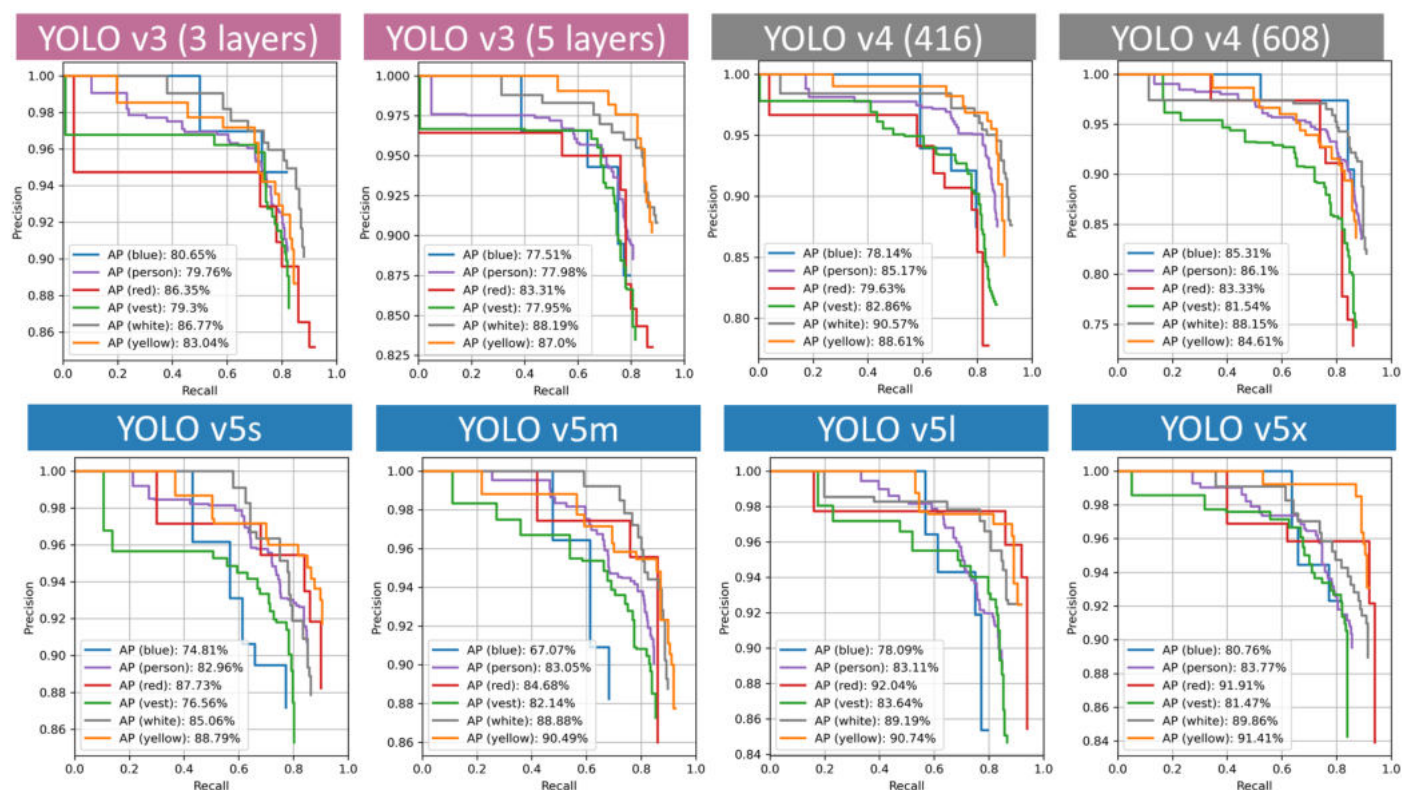 YOLO v3 (3 layers)
YOLO v3 (5 layers)
YOLO v4 (416)
YOLO v4 (608)
1.00
0.98
0.96
0.94
0.92
0.90
0.88
0.86
Precision
AP (blue): 80.65%
AP (person): 79.76%
AP (red): 86.35%
AP (vest): 79.3%
AP (white): 86.77%
AP (yellow): 83.04%
0.0 0.2 0.4 0.6 0.8 1.0
Recall
1.000
0.975
0.950
0.925
0.900
0.875
0.850
0.825
Precision
AP (blue): 77.51%
AP (person): 77.98%
AP (red): 83.31%
AP (vest): 77.95%
AP (white): 88.19%
AP (yellow): 87.0%
0.0 0.2 0.4 0.6 0.8 1.0
Recall
1.00
0.95
0.90
0.85
0.80
Precision
AP (blue): 78.14%
AP (person): 85.17%
AP (red): 79.63%
AP (vest): 82.86%
AP (white): 90.57%
AP (yellow): 88.61%
0.0 0.2 0.4 0.6 0.8 1.0
Recall
1.00
0.95
0.90
0.85
0.80
0.75
Precision
AP (blue): 85.31%
AP (person): 86.1%
AP (red): 83.33%
AP (vest): 81.54%
AP (white): 88.15%
AP (yellow): 84.61%
0.0 0.2 0.4 0.6 0.8 1.0
Recall
YOLO v5s
YOLO v5m
YOLO v5l
YOLO v5x
1.00
0.98
0.96
0.94
0.92
0.90
0.88
0.86
Precision
AP (blue): 74.81%
AP (person): 82.96%
AP (red): 87.73%
AP (vest): 76.56%
AP (white): 85.06%
AP (yellow): 88.79%
0.0 0.2 0.4 0.6 0.8 1.0
Recall
1.00
0.98
0.96
0.94
0.92
0.90
0.88
0.86
Precision
AP (blue): 67.07%
AP (person): 83.05%
AP (red): 84.68%
AP (vest): 82.14%
AP (white): 88.88%
AP (yellow): 90.49%
0.0 0.2 0.4 0.6 0.8 1.0
Recall
1.00
0.98
0.96
0.94
0.92
0.90
0.88
0.86
0.84
Precision
AP (blue): 78.09%
AP (person): 83.11%
AP (red): 92.04%
AP (vest): 83.64%
AP (white): 89.19%
AP (yellow): 90.74%
0.0 0.2 0.4 0.6 0.8 1.0
Recall
1.00
0.98
0.96
0.94
0.92
0.90
0.88
0.86
0.84
Precision
AP (blue): 80.76%
AP (person): 83.77%
AP (red): 91.91%
AP (vest): 81.47%
AP (white): 89.86%
AP (yellow): 91.41%
0.0 0.2 0.4 0.6 0.8 1.0
Recall